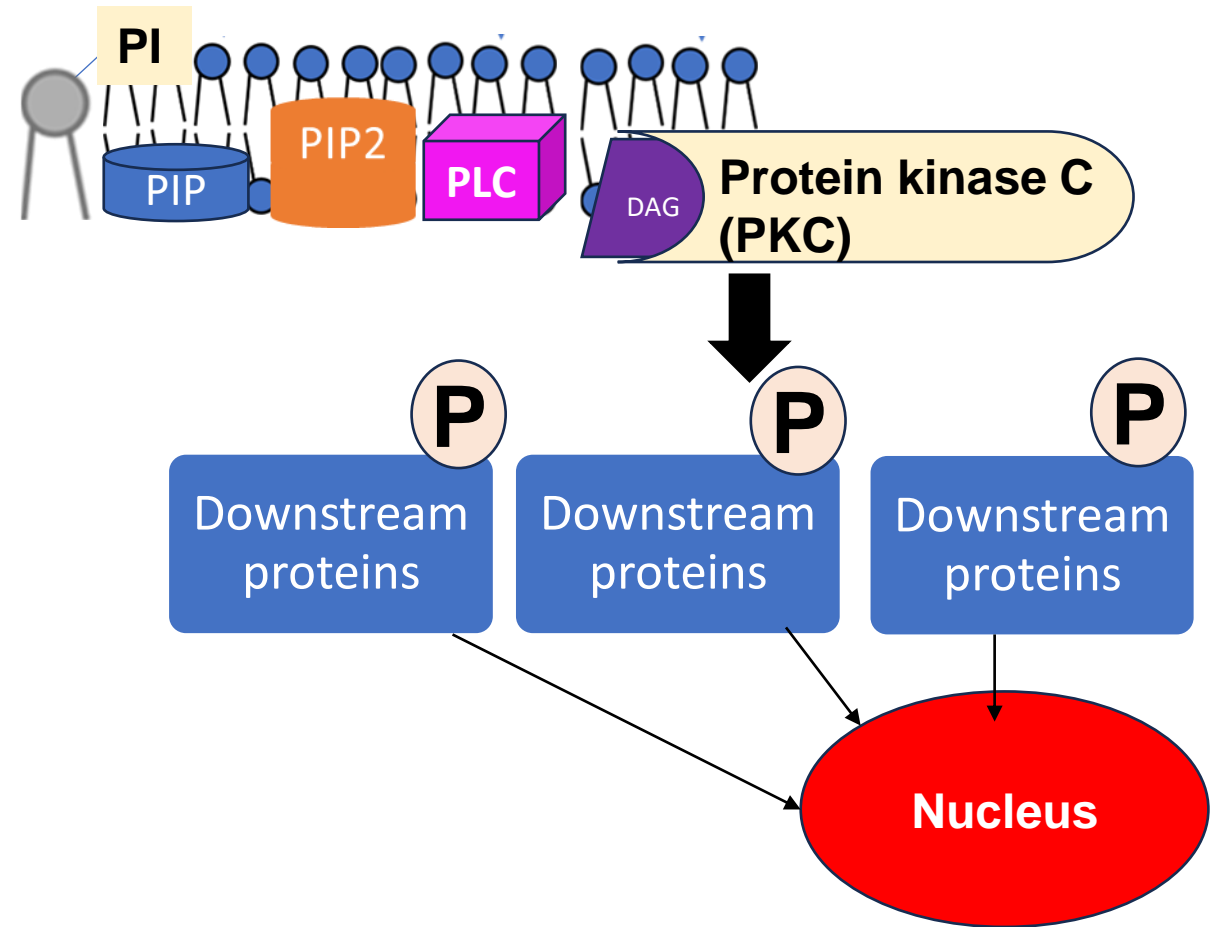 PI
PIP
PIP2
PLC
DAG
Protein kinase C
(PKC)
P
P
P
Downstream
proteins
Downstream
proteins
Downstream
proteins
Nucleus